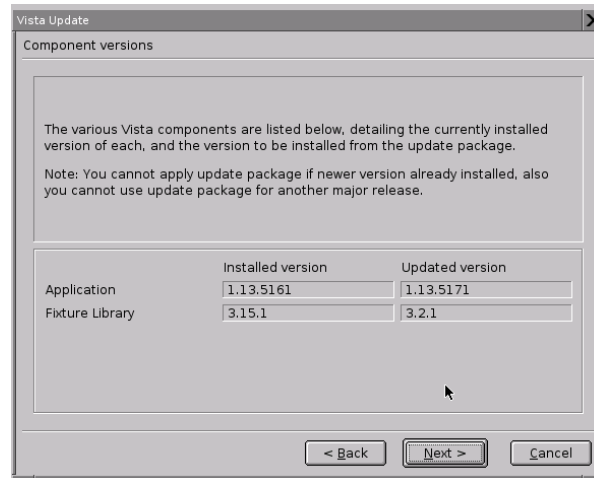 Vista Update
Component versions
The various Vista components are listed below, detailing the currently installed
version of each, and the version to be installed from the update package.
Note: You cannot apply update package if newer version already installed, also
you cannot use update package for another major release.
Installed version Updated version
Application 1.13.5161 1.13.5171
Fixture Library 3.15.1 3.2.1
< Back Next > Cancel